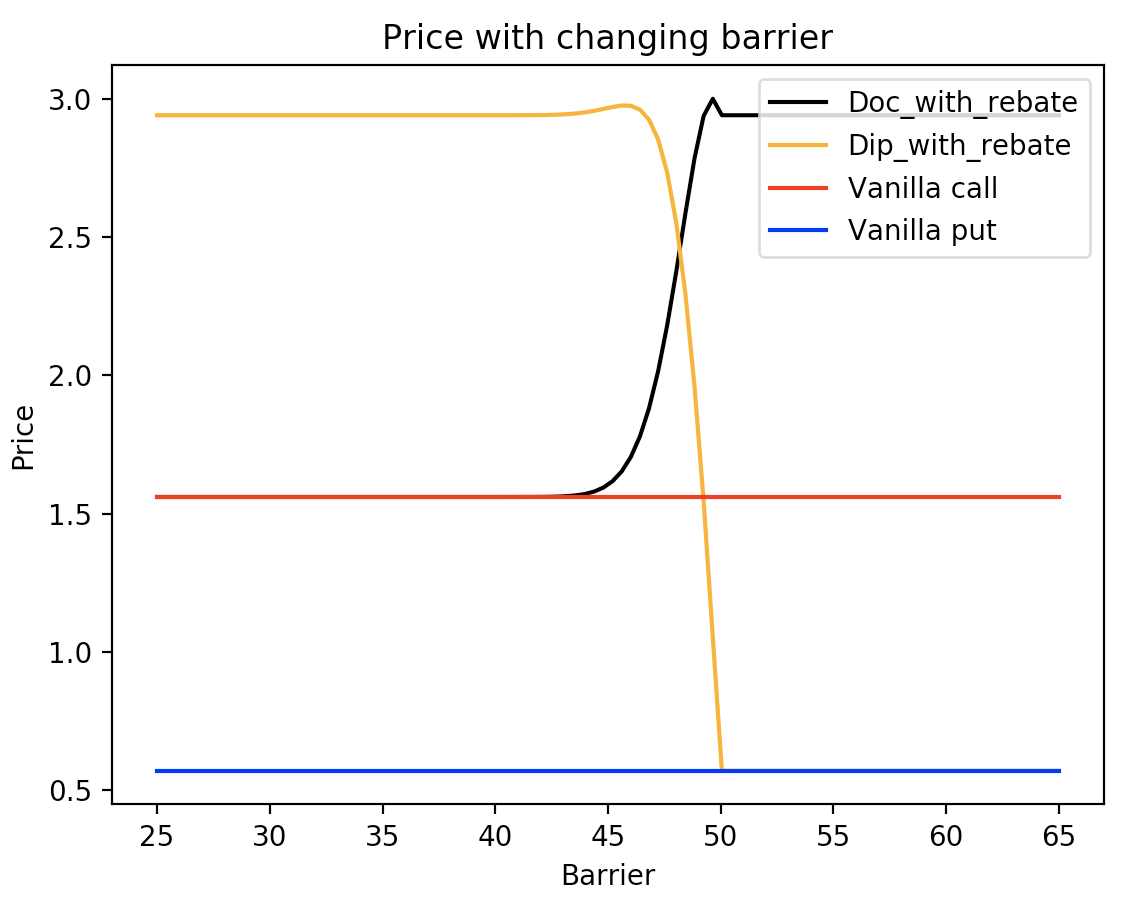 Price with changing barrier
Doc_with_rebate
Dip_with_rebate
Vanilla call
Vanilla put
Price
3.0
2.5
2.0
1.5
1.0
0.5
25 30 35 40 45 50 55 60 65
Barrier